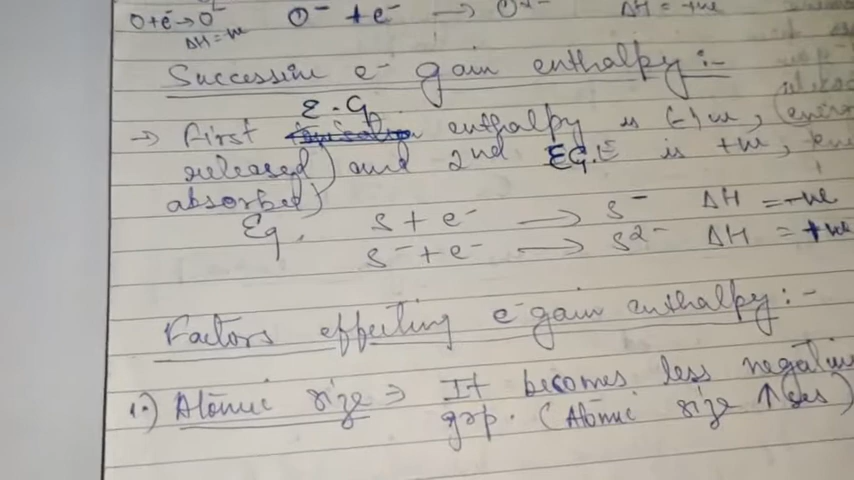 O+e⁻→O⁻ O⁻ + e⁻ → O²⁻ ΔH = +ve
ΔH=-ve
Successive e⁻ gain enthalpy:-
E.G
→ First enthalpy is (-)ve, (energy
released) and 2nd EG.E is +ve,
absorbed)
Eg. S + e⁻ → S⁻ ΔH = -ve
S⁻ + e⁻ → S²⁻ ΔH = +ve
Factors effecting e⁻ gain enthalpy:-
1.) Atomic size ⇒ It becomes less negative
grp. (Atomic size ↑ses)